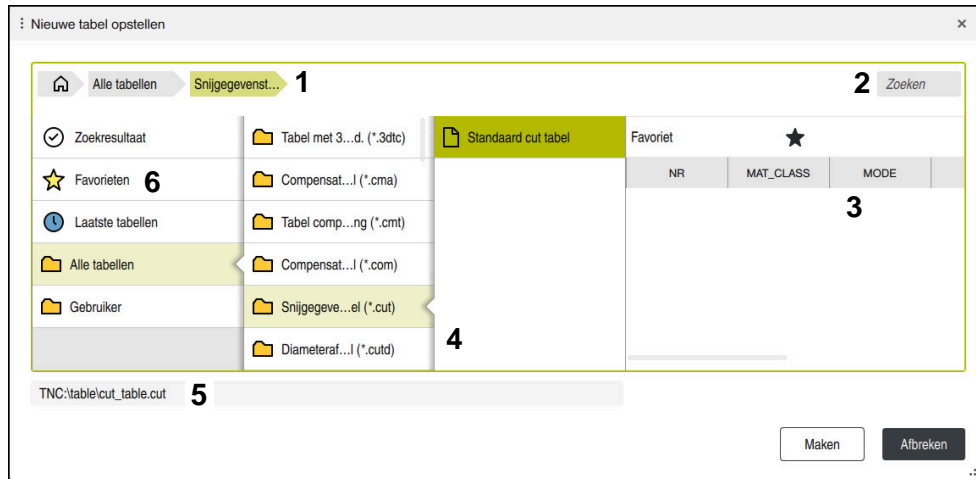 Nieuwe tabel opstellen
Alle tabellen
Snijgegevenst...
1
2
Zoeken
Zoekresultaat
Tabel met 3...d. (*.3dtc)
Standaard cut tabel
Favoriet
Favorieten
6
Compensat...l (*.cma)
NR
MAT_CLASS
MODE
3
Laatste tabellen
Tabel comp...ng (*.cmt)
Alle tabellen
Compensat...l (*.com)
Gebruiker
Snijgegeve...el (*.cut)
4
Diameteraf...l (*.cutd)
TNC:\table\cut_table.cut
5
Maken
Afbreken